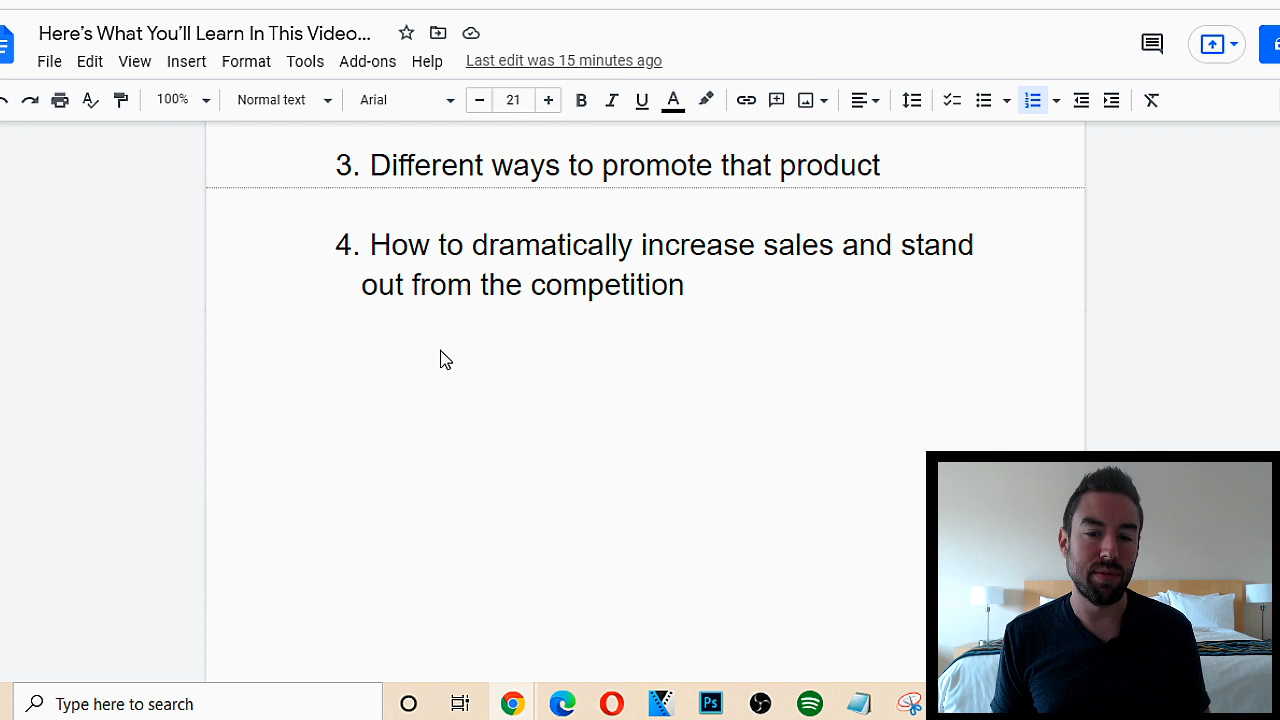 Here's What You'll Learn In This Video...
File Edit View Insert Format Tools Add-ons Help Last edit was 15 minutes ago
100% Normal text Arial 21 B I U A
3. Different ways to promote that product
4. How to dramatically increase sales and stand
out from the competition
Type here to search Ps